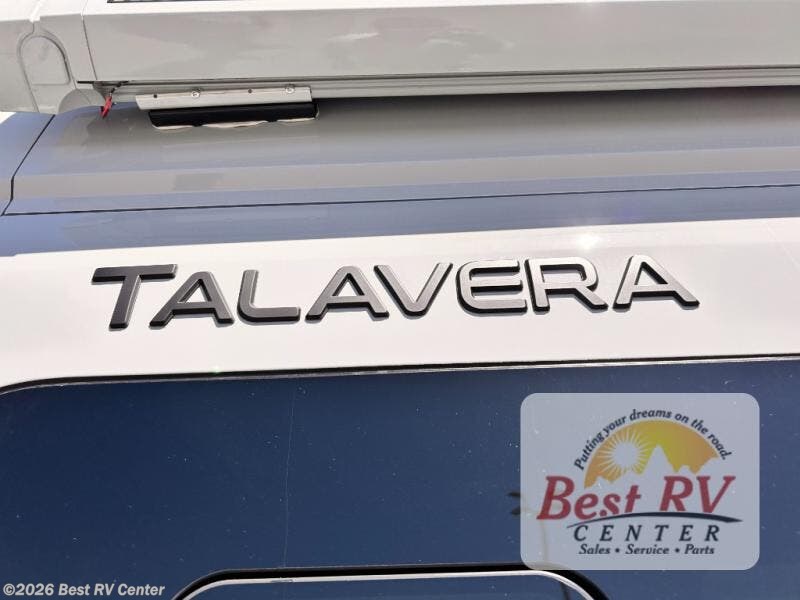 TALAVERA
Putting your dreams on the road.
Best RV
CENTER
Sales • Service • Parts
©2026 Best RV Center